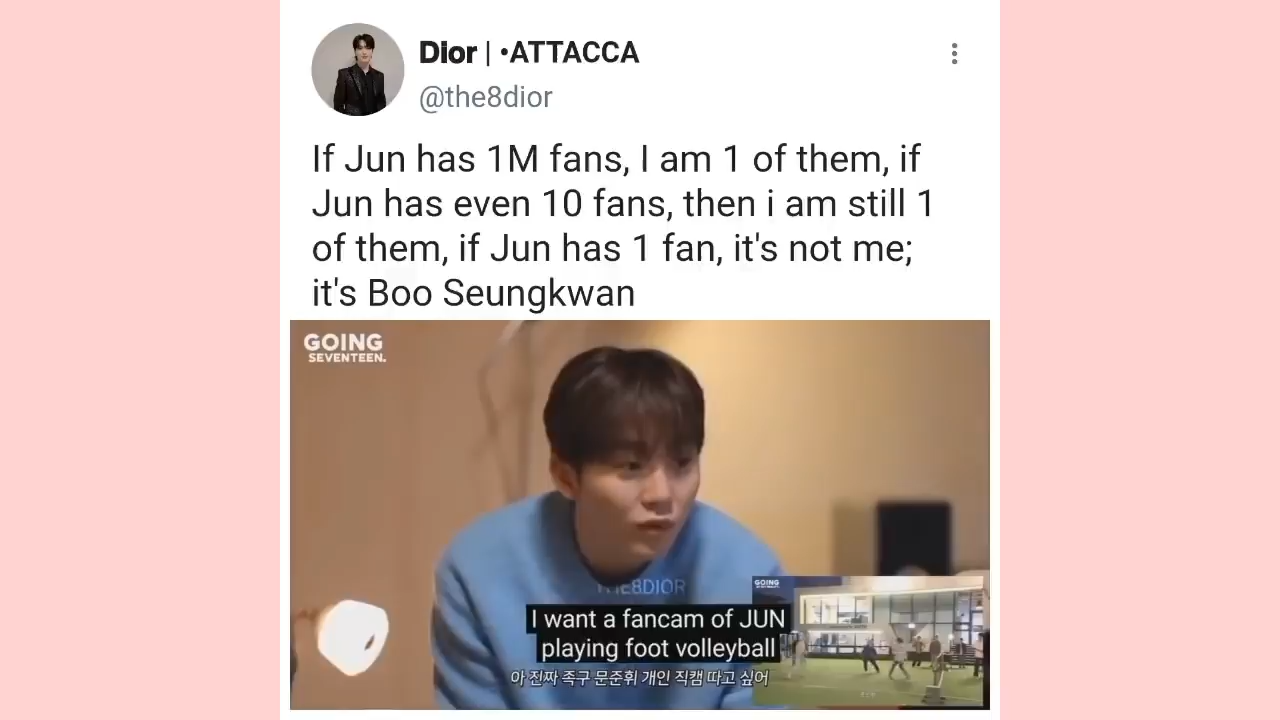 Dior | •ATTACCA
@the8dior
If Jun has 1M fans, I am 1 of them, if
Jun has even 10 fans, then i am still 1
of them, if Jun has 1 fan, it's not me;
it's Boo Seungkwan
GOING
SEVENTEEN.
THE8DIOR
GOING
I want a fancam of JUN
playing foot volleyball
아 진짜 족구 문준휘 개인 직캠 따고 싶어